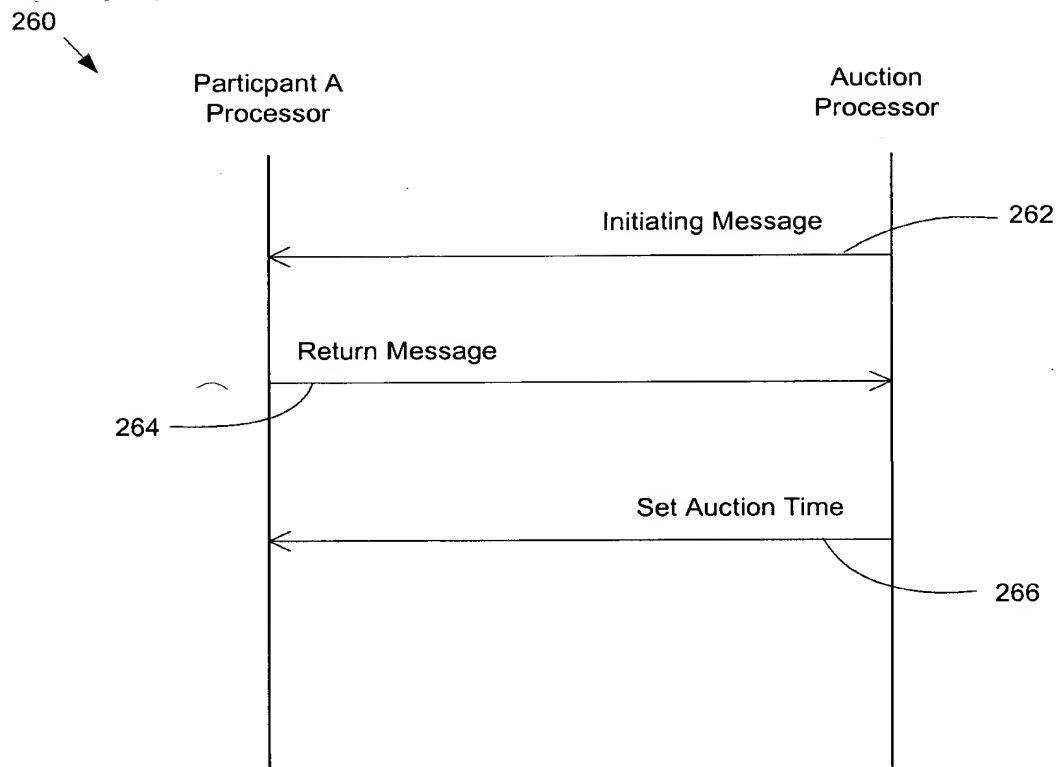 260
Particpant A
Processor
Auction
Processor
Initiating Message
262
Return Message
264
Set Auction Time
266